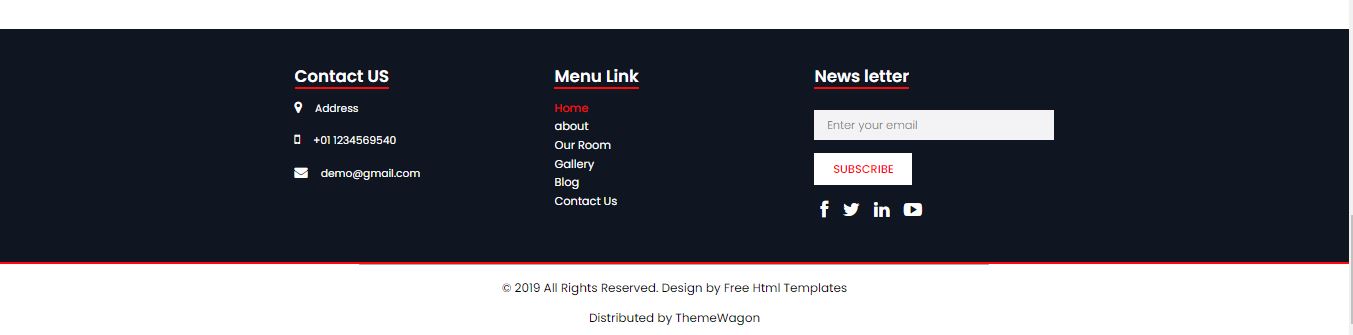 Contact US
Address
+01 1234569540
demo@gmail.com
Menu Link
Home
about
Our Room
Gallery
Blog
Contact Us
News letter
Enter your email
SUBSCRIBE
© 2019 All Rights Reserved. Design by Free Html Templates
Distributed by ThemeWagon